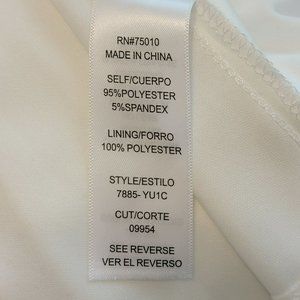 RN#75010
MADE IN CHINA
SELF/CUERPO
95%POLYESTER
5%SPANDEX
LINING/FORRO
100% POLYESTER
STYLE/ESTILO
7885- YU1C
CUT/CORTE
09954
SEE REVERSE
VER EL REVERSO